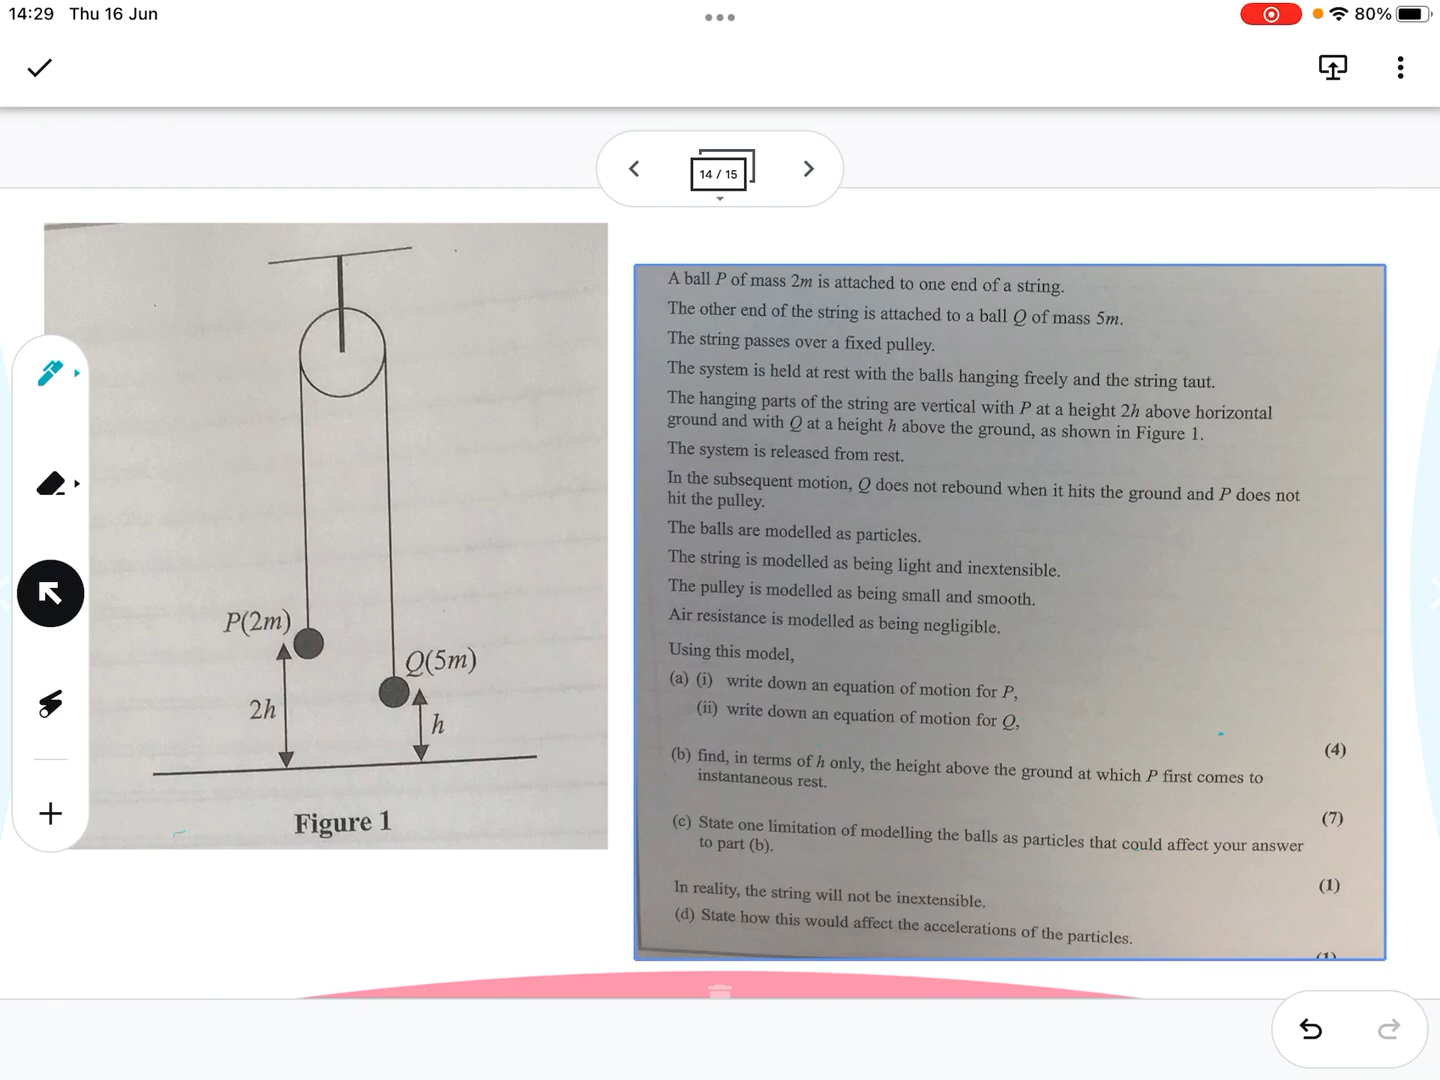 14:29 Thu 16 Jun
80%
14 / 15
P(2m)
Q(5m)
2h
h
Figure 1
A ball P of mass 2m is attached to one end of a string.
The other end of the string is attached to a ball Q of mass 5m.
The string passes over a fixed pulley.
The system is held at rest with the balls hanging freely and the string taut.
The hanging parts of the string are vertical with P at a height 2h above horizontal
ground and with Q at a height h above the ground, as shown in Figure 1.
The system is released from rest.
In the subsequent motion, Q does not rebound when it hits the ground and P does not
hit the pulley.
The balls are modelled as particles.
The string is modelled as being light and inextensible.
The pulley is modelled as being small and smooth.
Air resistance is modelled as being negligible.
Using this model,
(a) (i) write down an equation of motion for P,
(ii) write down an equation of motion for Q,
(4)
(b) find, in terms of h only, the height above the ground at which P first comes to
instantaneous rest.
(7)
(c) State one limitation of modelling the balls as particles that could affect your answer
to part (b).
(1)
In reality, the string will not be inextensible.
(d) State how this would affect the accelerations of the particles.
(1)